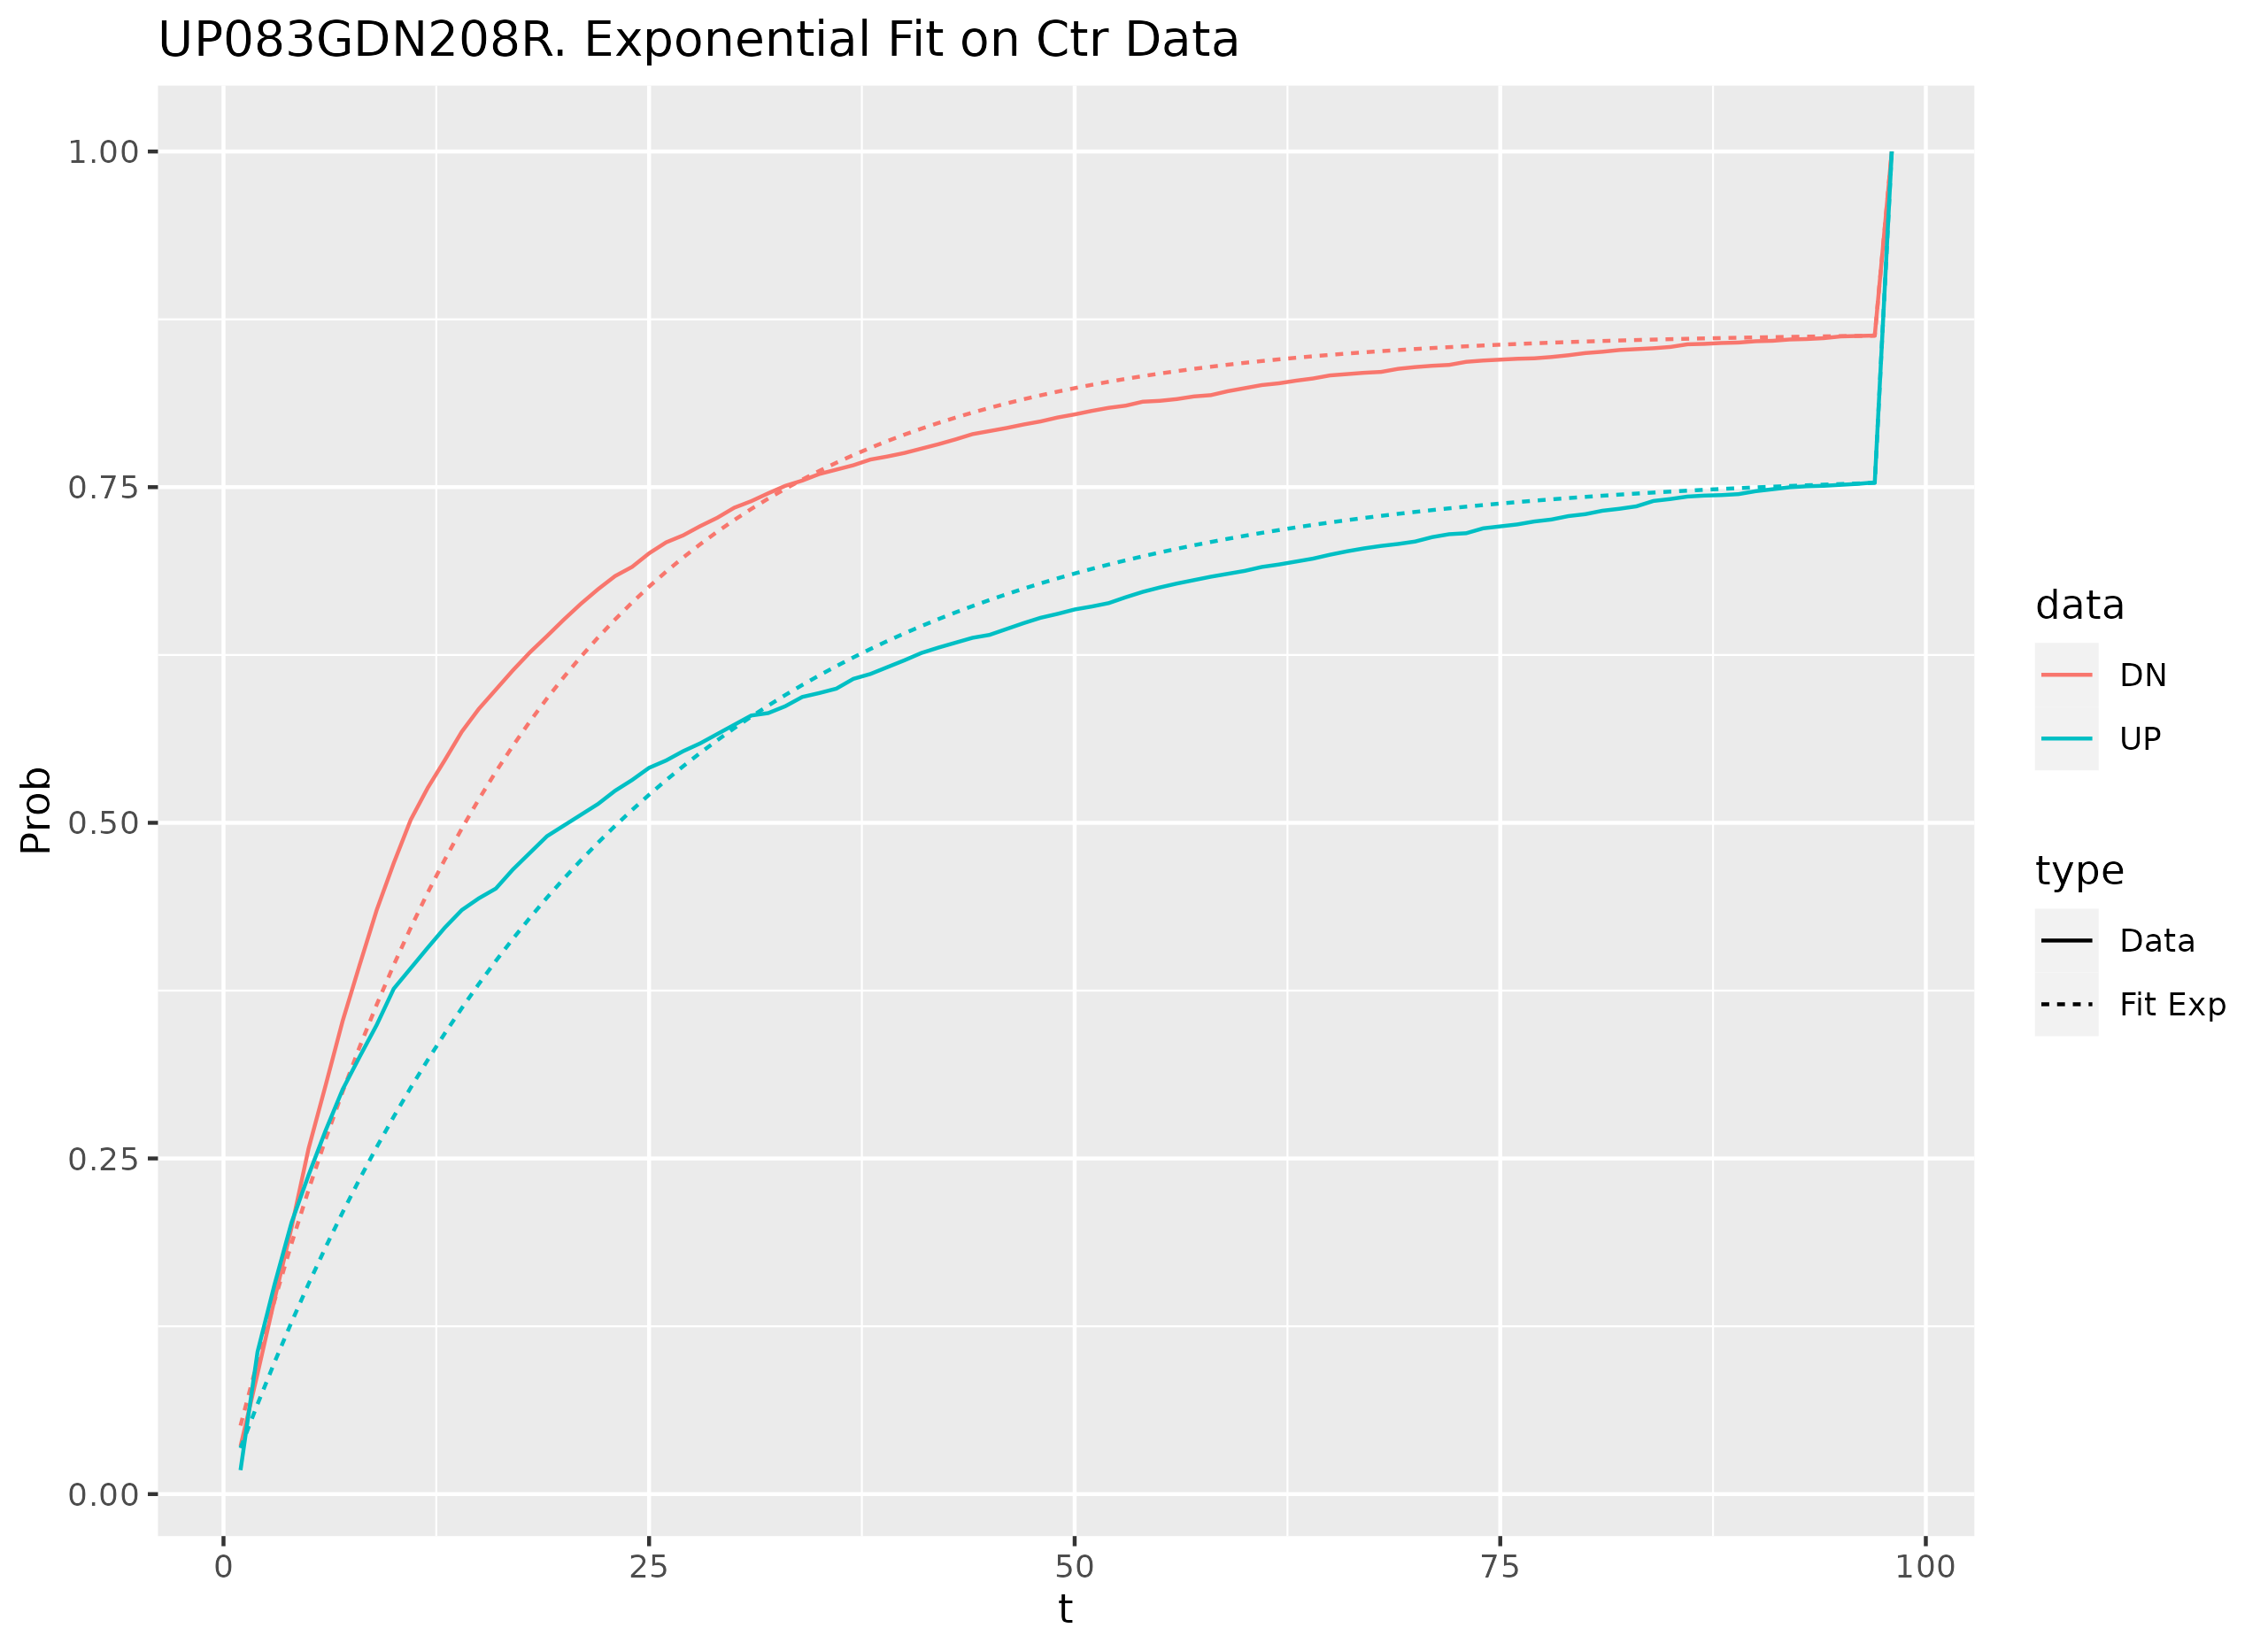 UP083GDN208R. Exponential Fit on Ctr Data
Prob
1.00
0.75
0.50
0.25
0.00
0
25
50
75
100
t
data
DN
UP
type
Data
Fit Exp